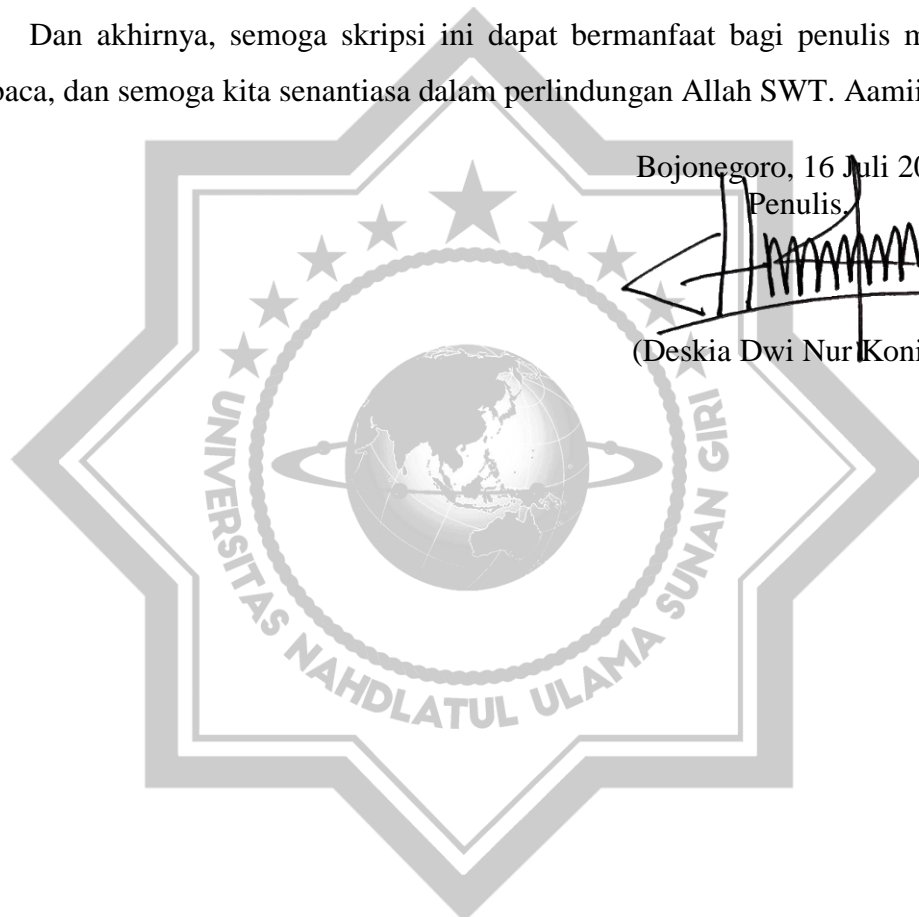 Dan akhirnya, semoga skripsi ini dapat bermanfaat bagi penulis m
baca, dan semoga kita senantiasa dalam perlindungan Allah SWT. Aamii
Bojonegoro, 16 Juli 20
Penulis.
(Deskia Dwi Nur Koni
UNIVERSITAS NAHDLATUL ULAMA SUNAN GIRI